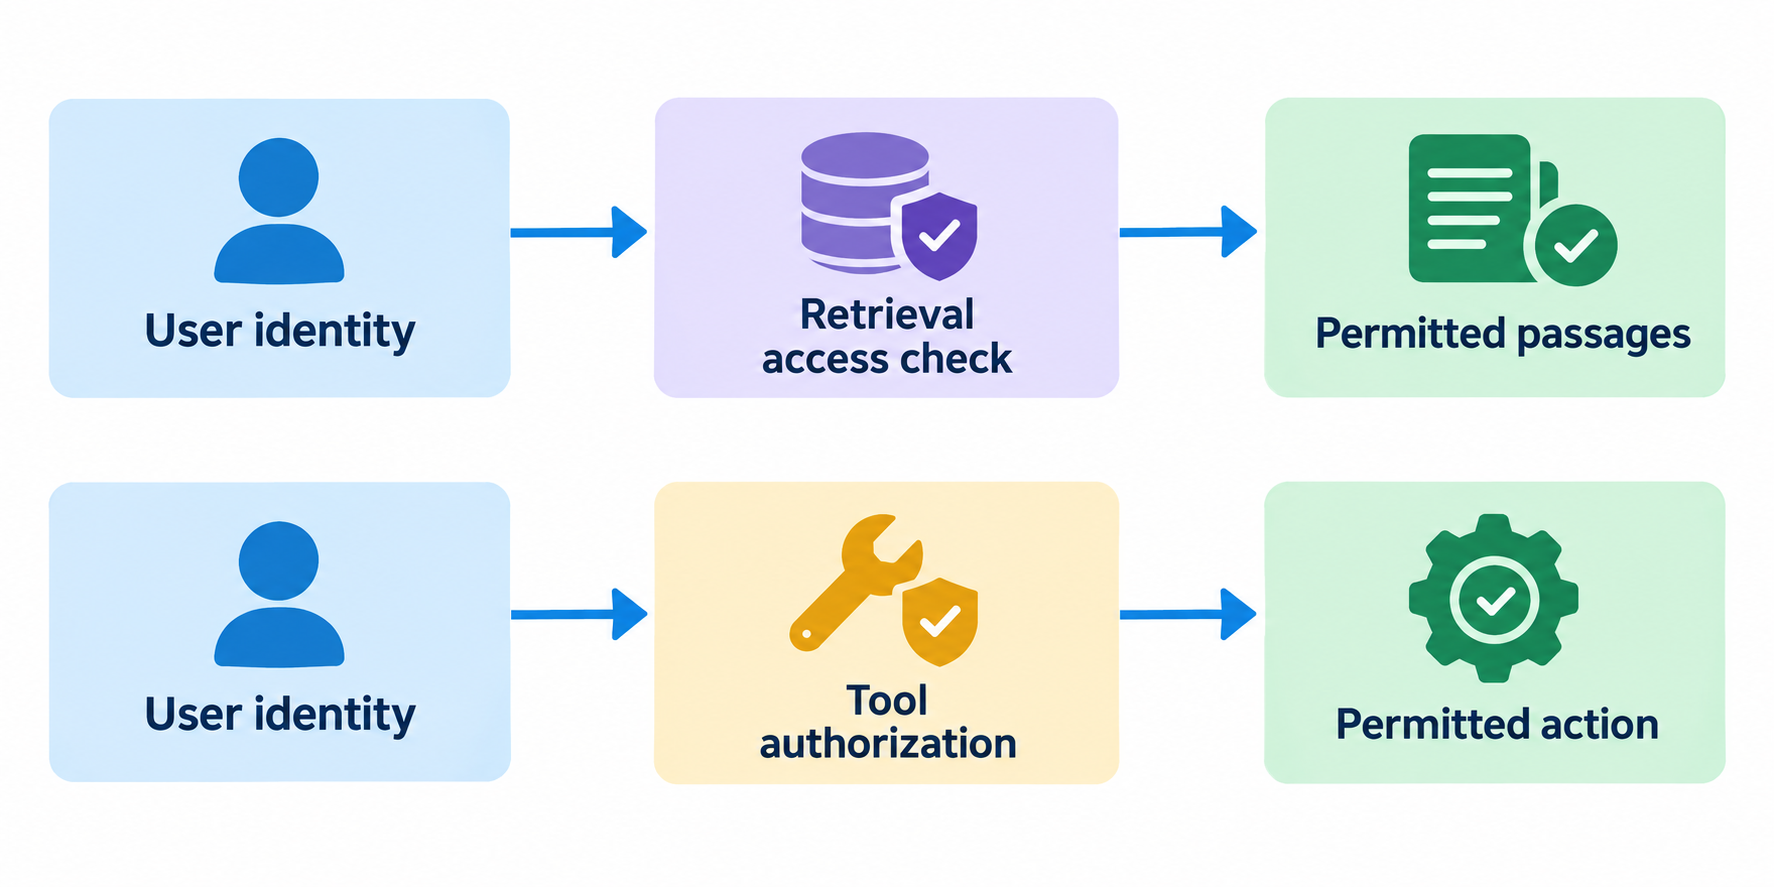 User identity
Retrieval
access check
Permitted passages
User identity
Tool
authorization
Permitted action